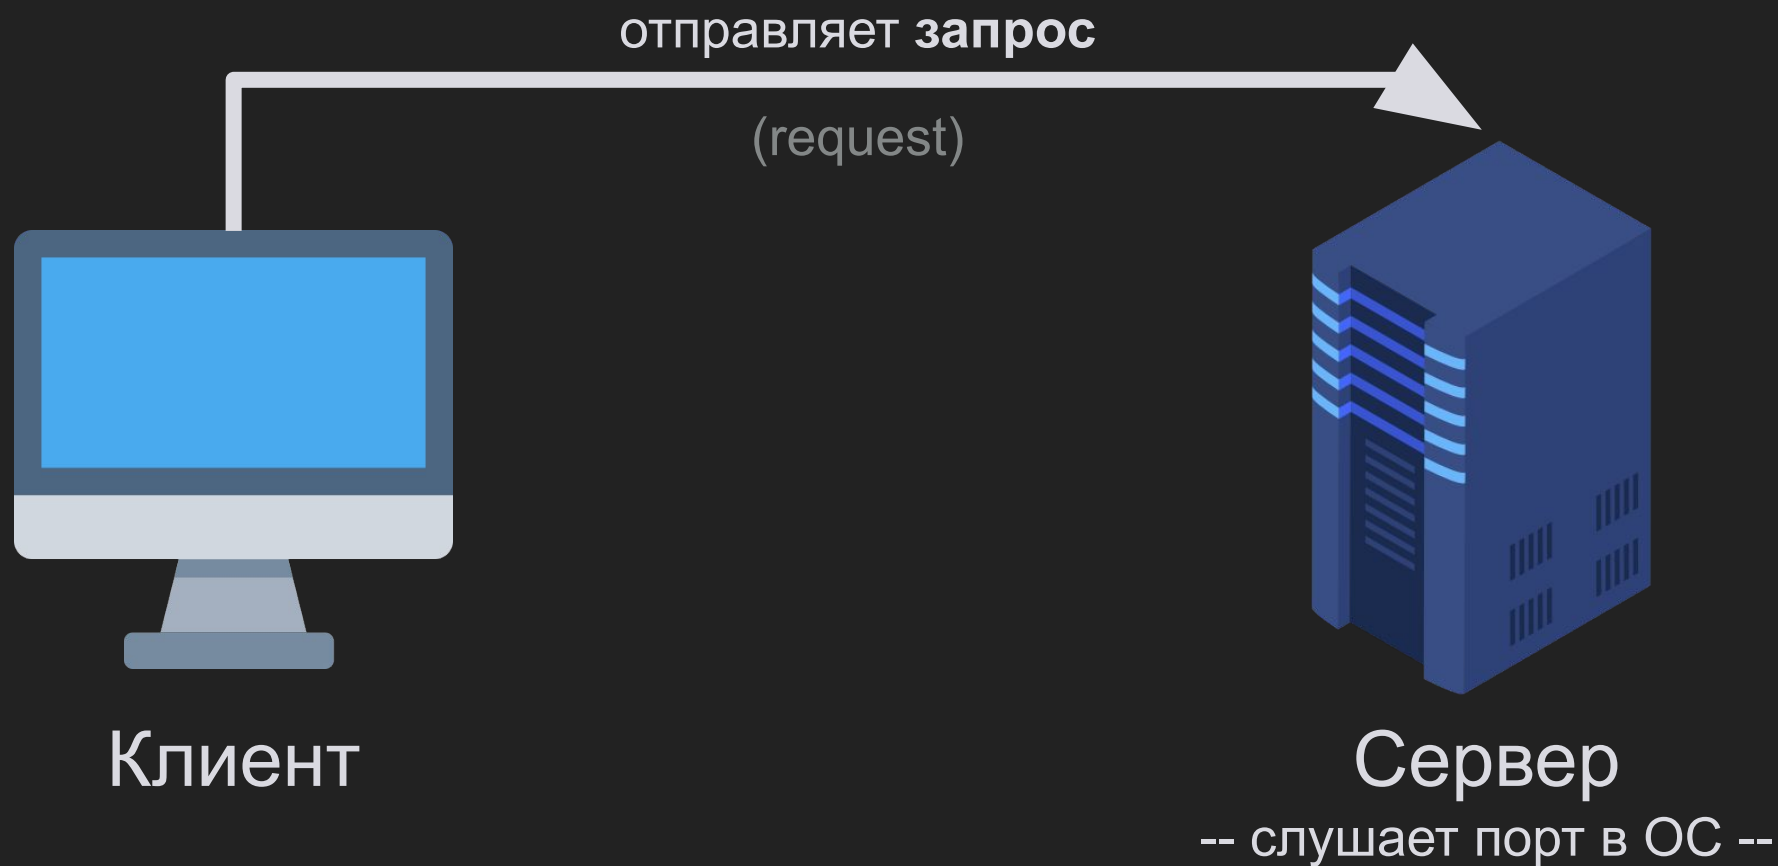 отправляет запрос
(request)
Клиент
Сервер
-- слушает порт в ОС --